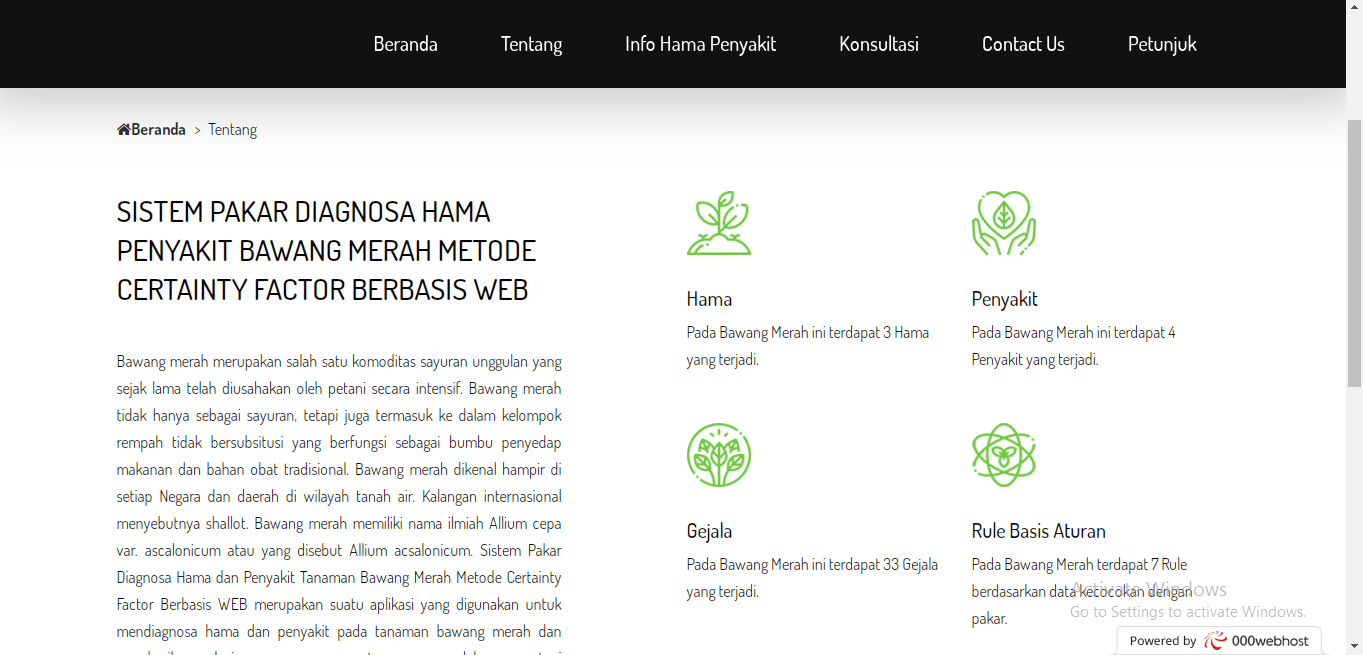 Beranda Tentang Info Hama Penyakit Konsultasi Contact Us Petunjuk
Beranda > Tentang
SISTEM PAKAR DIAGNOSA HAMA
PENYAKIT BAWANG MERAH METODE
CERTAINTY FACTOR BERBASIS WEB
Bawang merah merupakan salah satu komoditas sayuran unggulan yang
sejak lama telah diusahakan oleh petani secara intensif. Bawang merah
tidak hanya sebagai sayuran, tetapi juga termasuk ke dalam kelompok
rempah tidak bersubsitusi yang berfungsi sebagai bumbu penyedap
makanan dan bahan obat tradisional. Bawang merah dikenal hampir di
setiap Negara dan daerah di wilayah tanah air. Kalangan internasional
menyebutnya shallot. Bawang merah memiliki nama ilmiah Allium cepa
var. ascalonicum atau yang disebut Allium acsalonicum. Sistem Pakar
Diagnosa Hama dan Penyakit Tanaman Bawang Merah Metode Certainty
Factor Berbasis WEB merupakan suatu aplikasi yang digunakan untuk
mendiagnosa hama dan penyakit pada tanaman bawang merah dan
Hama
Pada Bawang Merah ini terdapat 3 Hama
yang terjadi.
Penyakit
Pada Bawang Merah ini terdapat 4
Penyakit yang terjadi.
Gejala
Pada Bawang Merah ini terdapat 33 Gejala
yang terjadi.
Rule Basis Aturan
Pada Bawang Merah terdapat 7 Rule
berdasarkan data ketocokan dengan
pakar.
Activate Windows
Go to Settings to activate Windows.
Powered by 000webhost